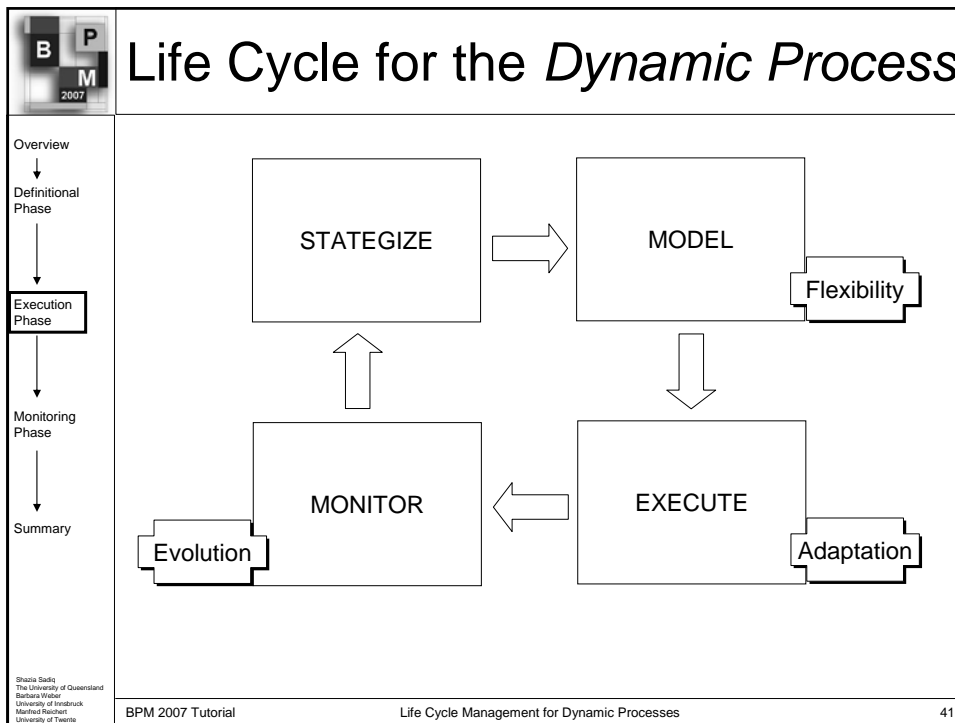 B P M
2007
Life Cycle for the Dynamic Process
Overview
Definitional
Phase
Execution
Phase
Monitoring
Phase
Summary
STATEGIZE
MODEL
Flexibility
MONITOR
Evolution
EXECUTE
Adaptation
Shazia Sadiq
The University of Queensland
Barbara Weber
University of Innsbruck
Manfred Reichert
University of Twente
BPM 2007 Tutorial
Life Cycle Management for Dynamic Processes
41